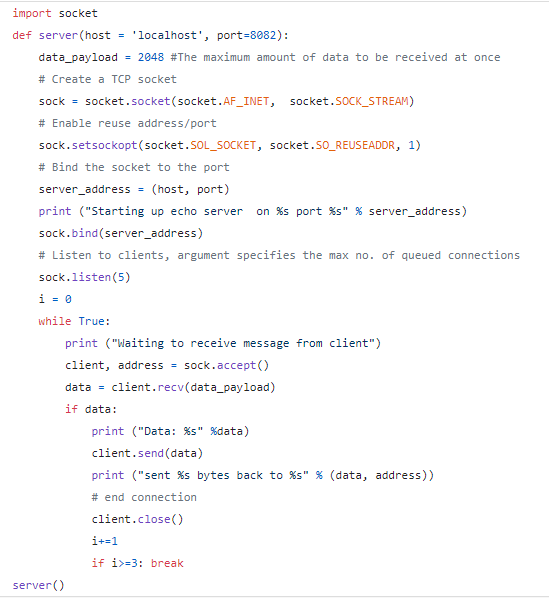 import socket
def server(host = 'localhost', port=8082):
    data_payload = 2048 #The maximum amount of data to be received at once
    # Create a TCP socket
    sock = socket.socket(socket.AF_INET,  socket.SOCK_STREAM)
    # Enable reuse address/port
    sock.setsockopt(socket.SOL_SOCKET, socket.SO_REUSEADDR, 1)
    # Bind the socket to the port
    server_address = (host, port)
    print ("Starting up echo server  on %s port %s" % server_address)
    sock.bind(server_address)
    # Listen to clients, argument specifies the max no. of queued connections
    sock.listen(5)
    i = 0
    while True:
        print ("Waiting to receive message from client")
        client, address = sock.accept()
        data = client.recv(data_payload)
        if data:
            print ("Data: %s" %data)
            client.send(data)
            print ("sent %s bytes back to %s" % (data, address))
            # end connection
            client.close()
            i+=1
            if i>=3: break
server()